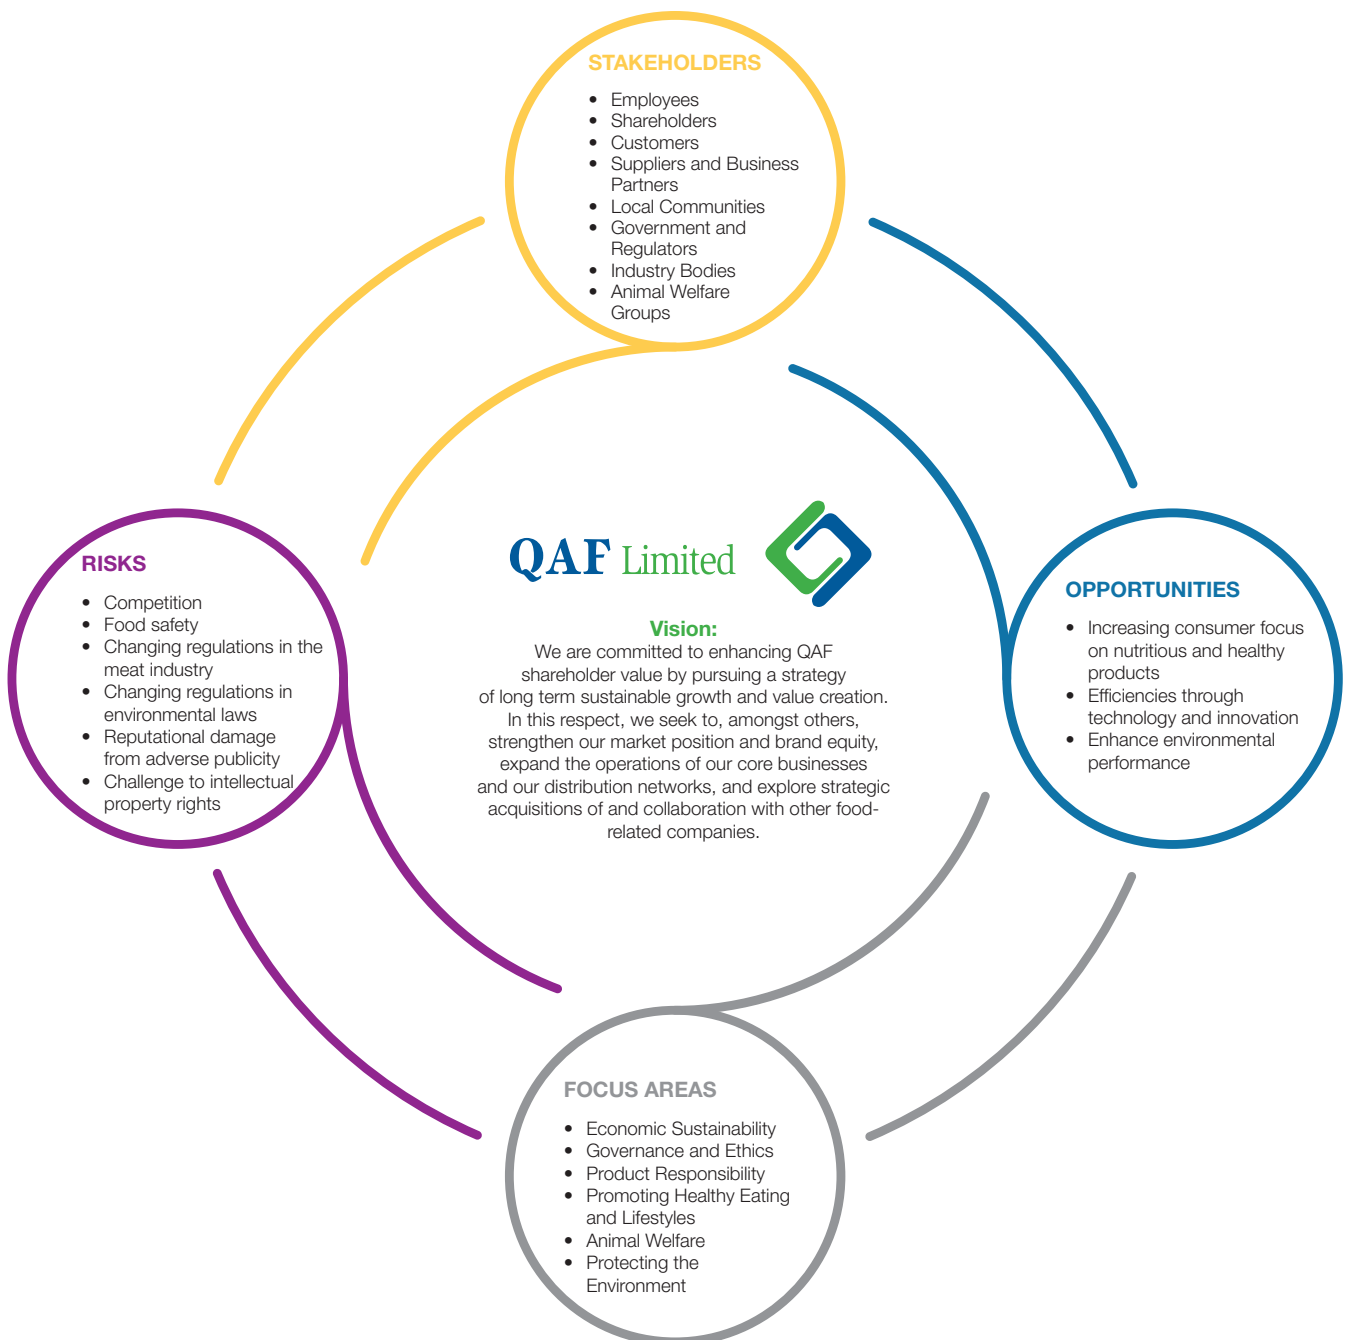 STAKEHOLDERS
• Employees
• Shareholders
• Customers
• Suppliers and Business
Partners
• Local Communities
• Government and
Regulators
• Industry Bodies
• Animal Welfare
Groups
RISKS
• Competition
• Food safety
• Changing regulations in the
meat industry
• Changing regulations in
environmental laws
• Reputational damage
from adverse publicity
• Challenge to intellectual
property rights
QAF Limited
Vision:
We are committed to enhancing QAF
shareholder value by pursuing a strategy
of long term sustainable growth and value creation.
In this respect, we seek to, amongst others,
strengthen our market position and brand equity,
expand the operations of our core businesses
and our distribution networks, and explore strategic
acquisitions of and collaboration with other food-
related companies.
OPPORTUNITIES
• Increasing consumer focus
on nutritious and healthy
products
• Efficiencies through
technology and innovation
• Enhance environmental
performance
FOCUS AREAS
• Economic Sustainability
• Governance and Ethics
• Product Responsibility
• Promoting Healthy Eating
and Lifestyles
• Animal Welfare
• Protecting the
Environment